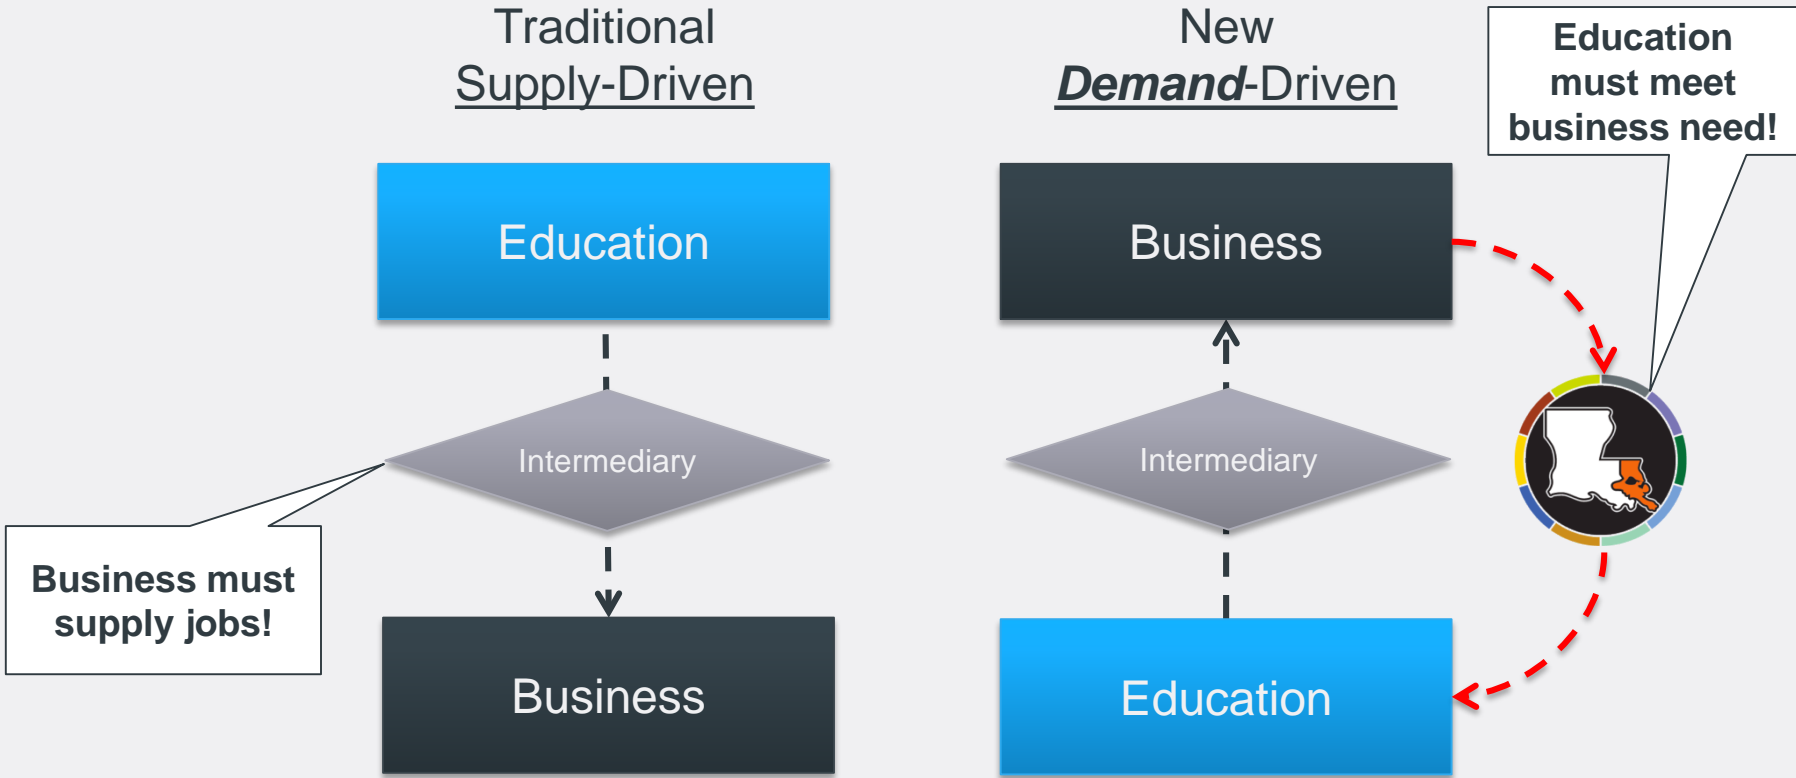 Traditional
Supply-Driven
Education
Intermediary
Business must
supply jobs!
Business
New
Demand-Driven
Business
Intermediary
Education
Education
must meet
business need!